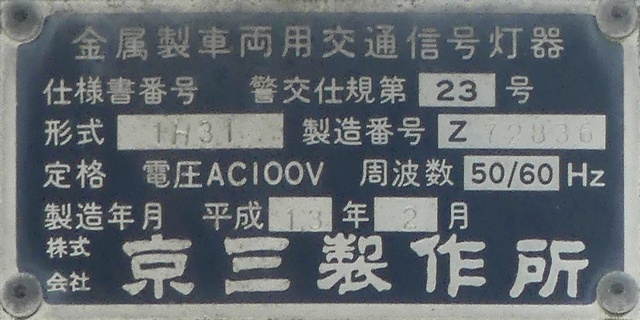 金属製車両用交通信号灯器
仕様書番号 警交仕規第 23 号
形式 1H31 製造番号 Z 72836
定格 電圧AC100V 周波数 50/60 Hz
製造年月 平成 13 年 2 月
株式会社 京三製作所